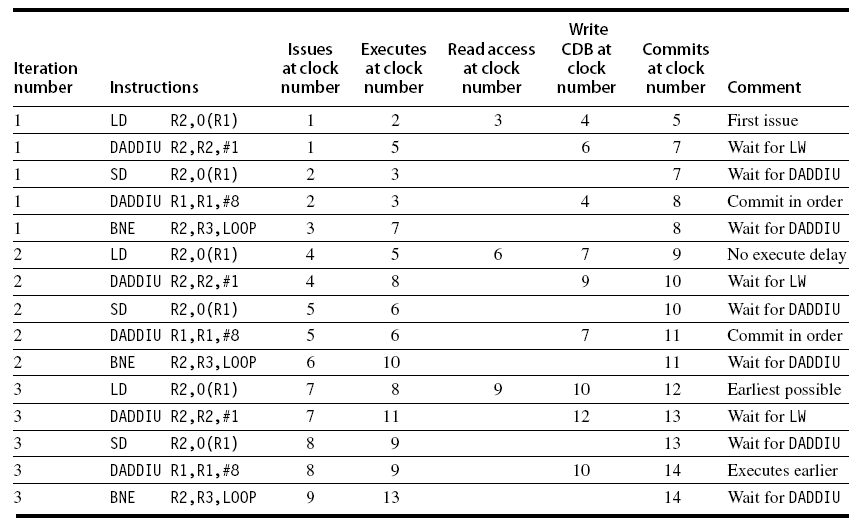 Iteration number Instructions Issues at clock number Executes at clock number Read access at clock number Write CDB at clock number Commits at clock number Comment
1 LD R2,0(R1) 1 2 3 4 5 First issue
1 DADDIU R2,R2,#1 1 5 6 7 Wait for LW
1 SD R2,0(R1) 2 3 7 Wait for DADDIU
1 DADDIU R1,R1,#8 2 3 4 8 Commit in order
1 BNE R2,R3,LOOP 3 7 8 Wait for DADDIU
2 LD R2,0(R1) 4 5 6 7 9 No execute delay
2 DADDIU R2,R2,#1 4 8 9 10 Wait for LW
2 SD R2,0(R1) 5 6 10 Wait for DADDIU
2 DADDIU R1,R1,#8 5 6 7 11 Commit in order
2 BNE R2,R3,LOOP 6 10 11 Wait for DADDIU
3 LD R2,0(R1) 7 8 9 10 12 Earliest possible
3 DADDIU R2,R2,#1 7 11 12 13 Wait for LW
3 SD R2,0(R1) 8 9 13 Wait for DADDIU
3 DADDIU R1,R1,#8 8 9 10 14 Executes earlier
3 BNE R2,R3,LOOP 9 13 14 Wait for DADDIU